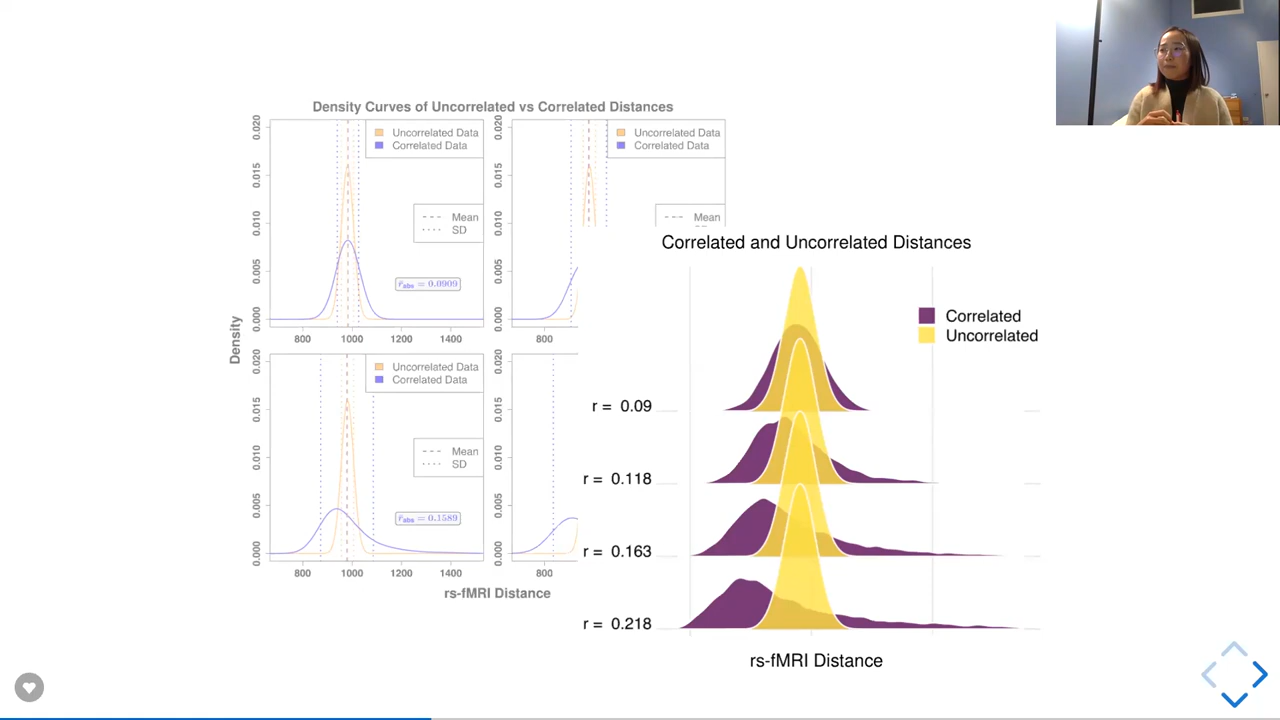 Density Curves of Uncorrelated vs Correlated Distances
0.020
0.015
0.010
0.005
0.000
Uncorrelated Data
Correlated Data
Mean
SD
r̄abs = 0.0909
800 1000 1200 1400
0.020
0.015
0.010
0.005
0.000
Uncorrelated Data
Correlated Data
Mean
800
Density
0.020
0.015
0.010
0.005
0.000
Uncorrelated Data
Correlated Data
Mean
SD
r̄abs = 0.1589
800 1000 1200 1400
0.020
0.015
0.010
0.005
0.000
800
rs-fMRI Distance
Correlated and Uncorrelated Distances
Correlated
Uncorrelated
r = 0.09
r = 0.118
r = 0.163
r = 0.218
rs-fMRI Distance